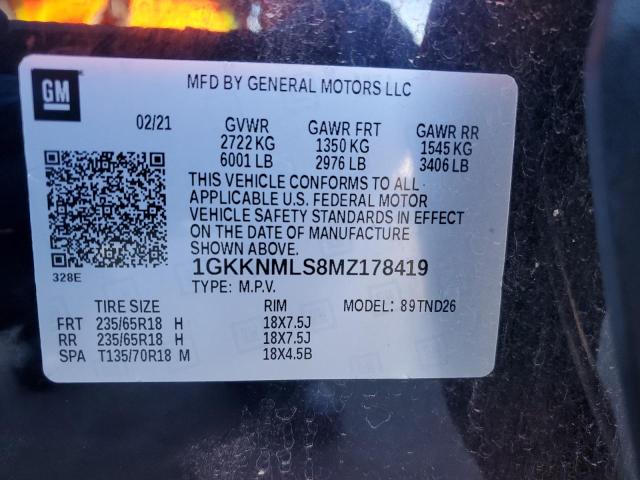 GM
MFD BY GENERAL MOTORS LLC
02/21 GVWR GAWR FRT GAWR RR
2722 KG 1350 KG 1545 KG
6001 LB 2976 LB 3406 LB
THIS VEHICLE CONFORMS TO ALL
APPLICABLE U.S. FEDERAL MOTOR
VEHICLE SAFETY STANDARDS IN EFFECT
ON THE DATE OF MANUFACTURE
SHOWN ABOVE.
328E
1GKKNMLS8MZ178419
TYPE: M.P.V.
TIRE SIZE RIM MODEL: 89TND26
FRT 235/65R18 H 18X7.5J
RR 235/65R18 H 18X7.5J
SPA T135/70R18 M 18X4.5B